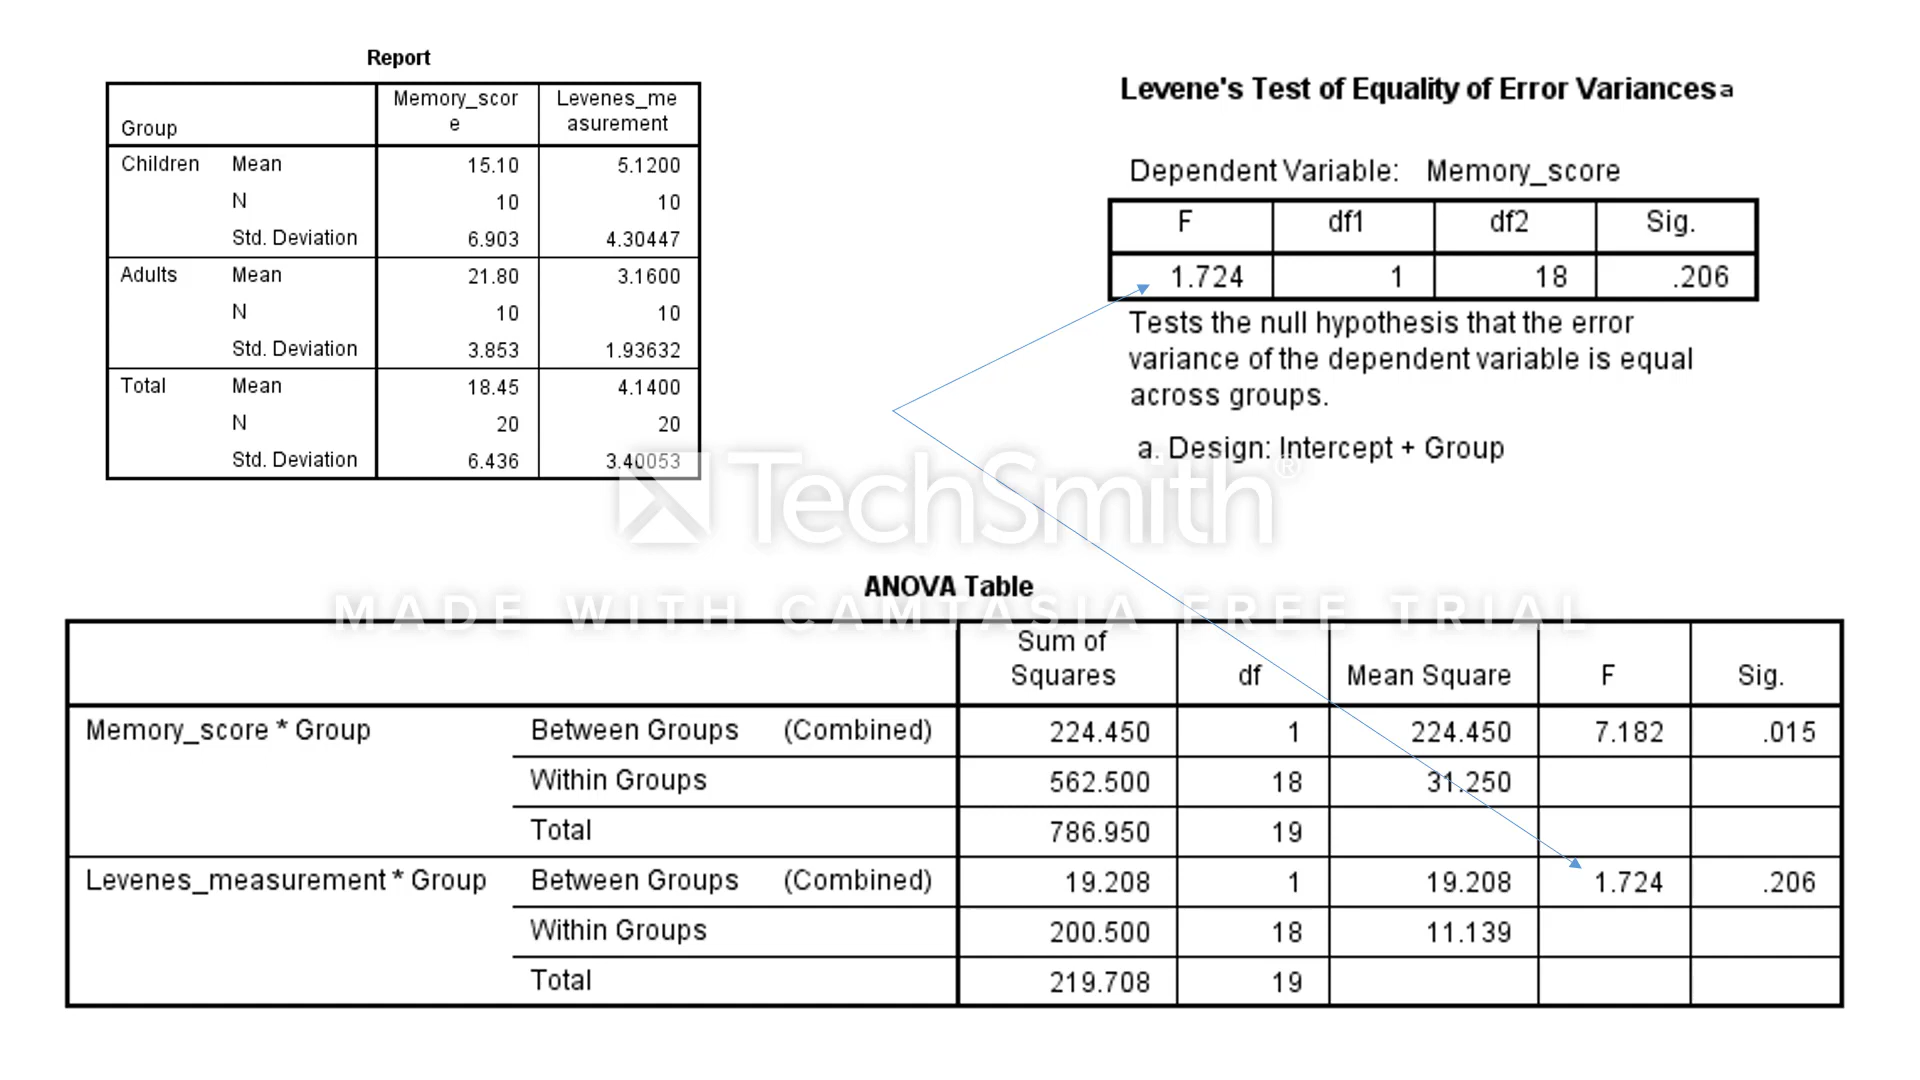 Report
Group Memory_scor
e Levenes_me
asurement
Children Mean 15.10 5.1200
N 10 10
Std. Deviation 6.903 4.30447
Adults Mean 21.80 3.1600
N 10 10
Std. Deviation 3.853 1.93632
Total Mean 18.45 4.1400
N 20 20
Std. Deviation 6.436 3.40053
Levene's Test of Equality of Error Variances a
Dependent Variable: Memory_score
F df1 df2 Sig.
1.724 1 18 .206
Tests the null hypothesis that the error
variance of the dependent variable is equal
across groups.
a. Design: Intercept + Group
TechSmith®
MADE WITH CAMTASIA FREE TRIAL
ANOVA Table
Sum of
Squares df Mean Square F Sig.
Memory_score * Group Between Groups (Combined) 224.450 1 224.450 7.182 .015
Within Groups 562.500 18 31.250
Total 786.950 19
Levenes_measurement * Group Between Groups (Combined) 19.208 1 19.208 1.724 .206
Within Groups 200.500 18 11.139
Total 219.708 19